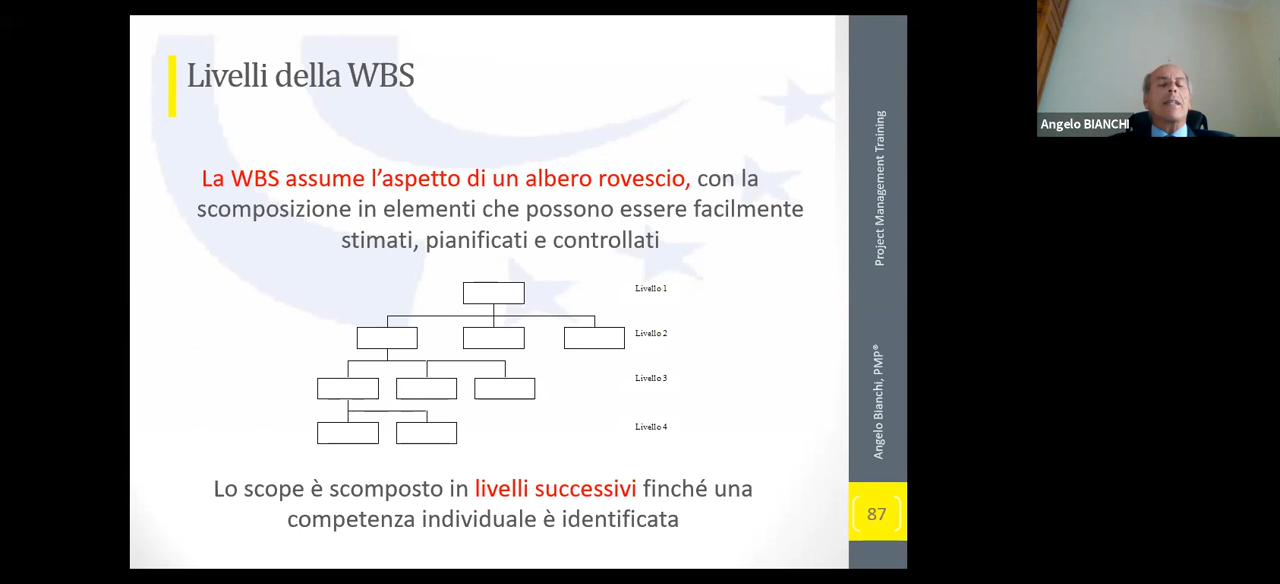 Livelli della WBS
La WBS assume l’aspetto di un albero rovescio, con la
scomposizione in elementi che possono essere facilmente
stimati, pianificati e controllati
Livello 1
Livello 2
Livello 3
Livello 4
Lo scope è scomposto in livelli successivi finché una
competenza individuale è identificata
Project Management Training
Angelo Bianchi, PMP®
87
Angelo BIANCHI